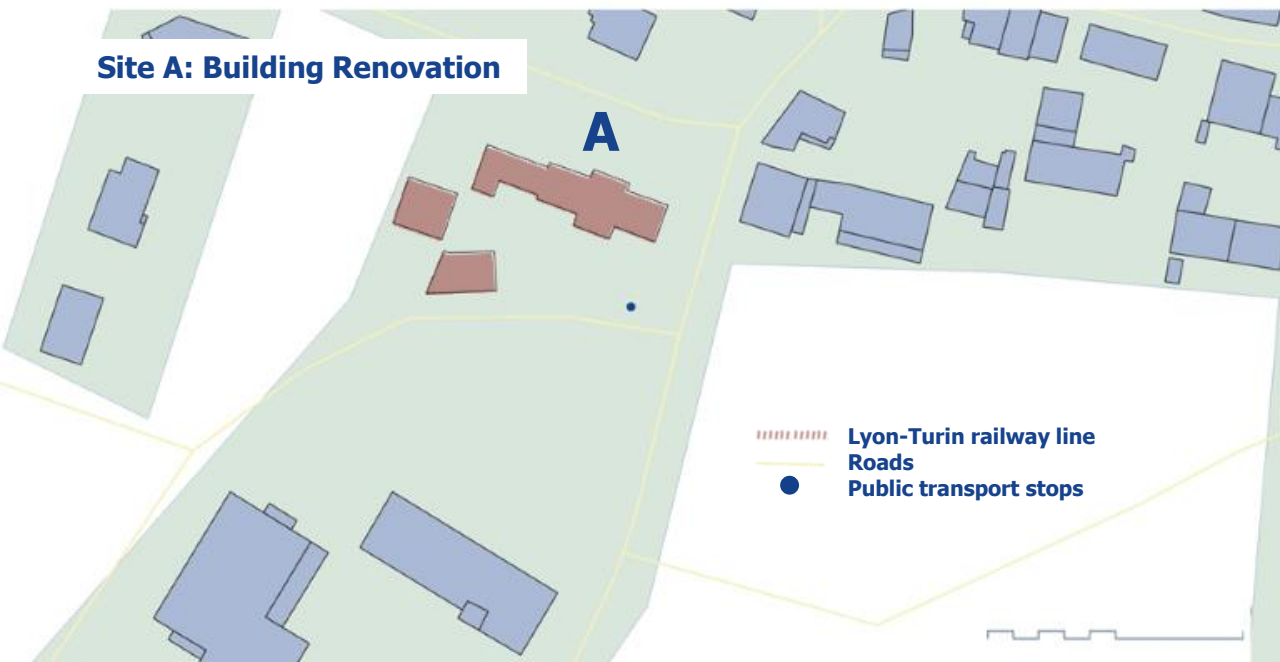 Site A: Building Renovation
A
Lyon-Turin railway line
Roads
Public transport stops